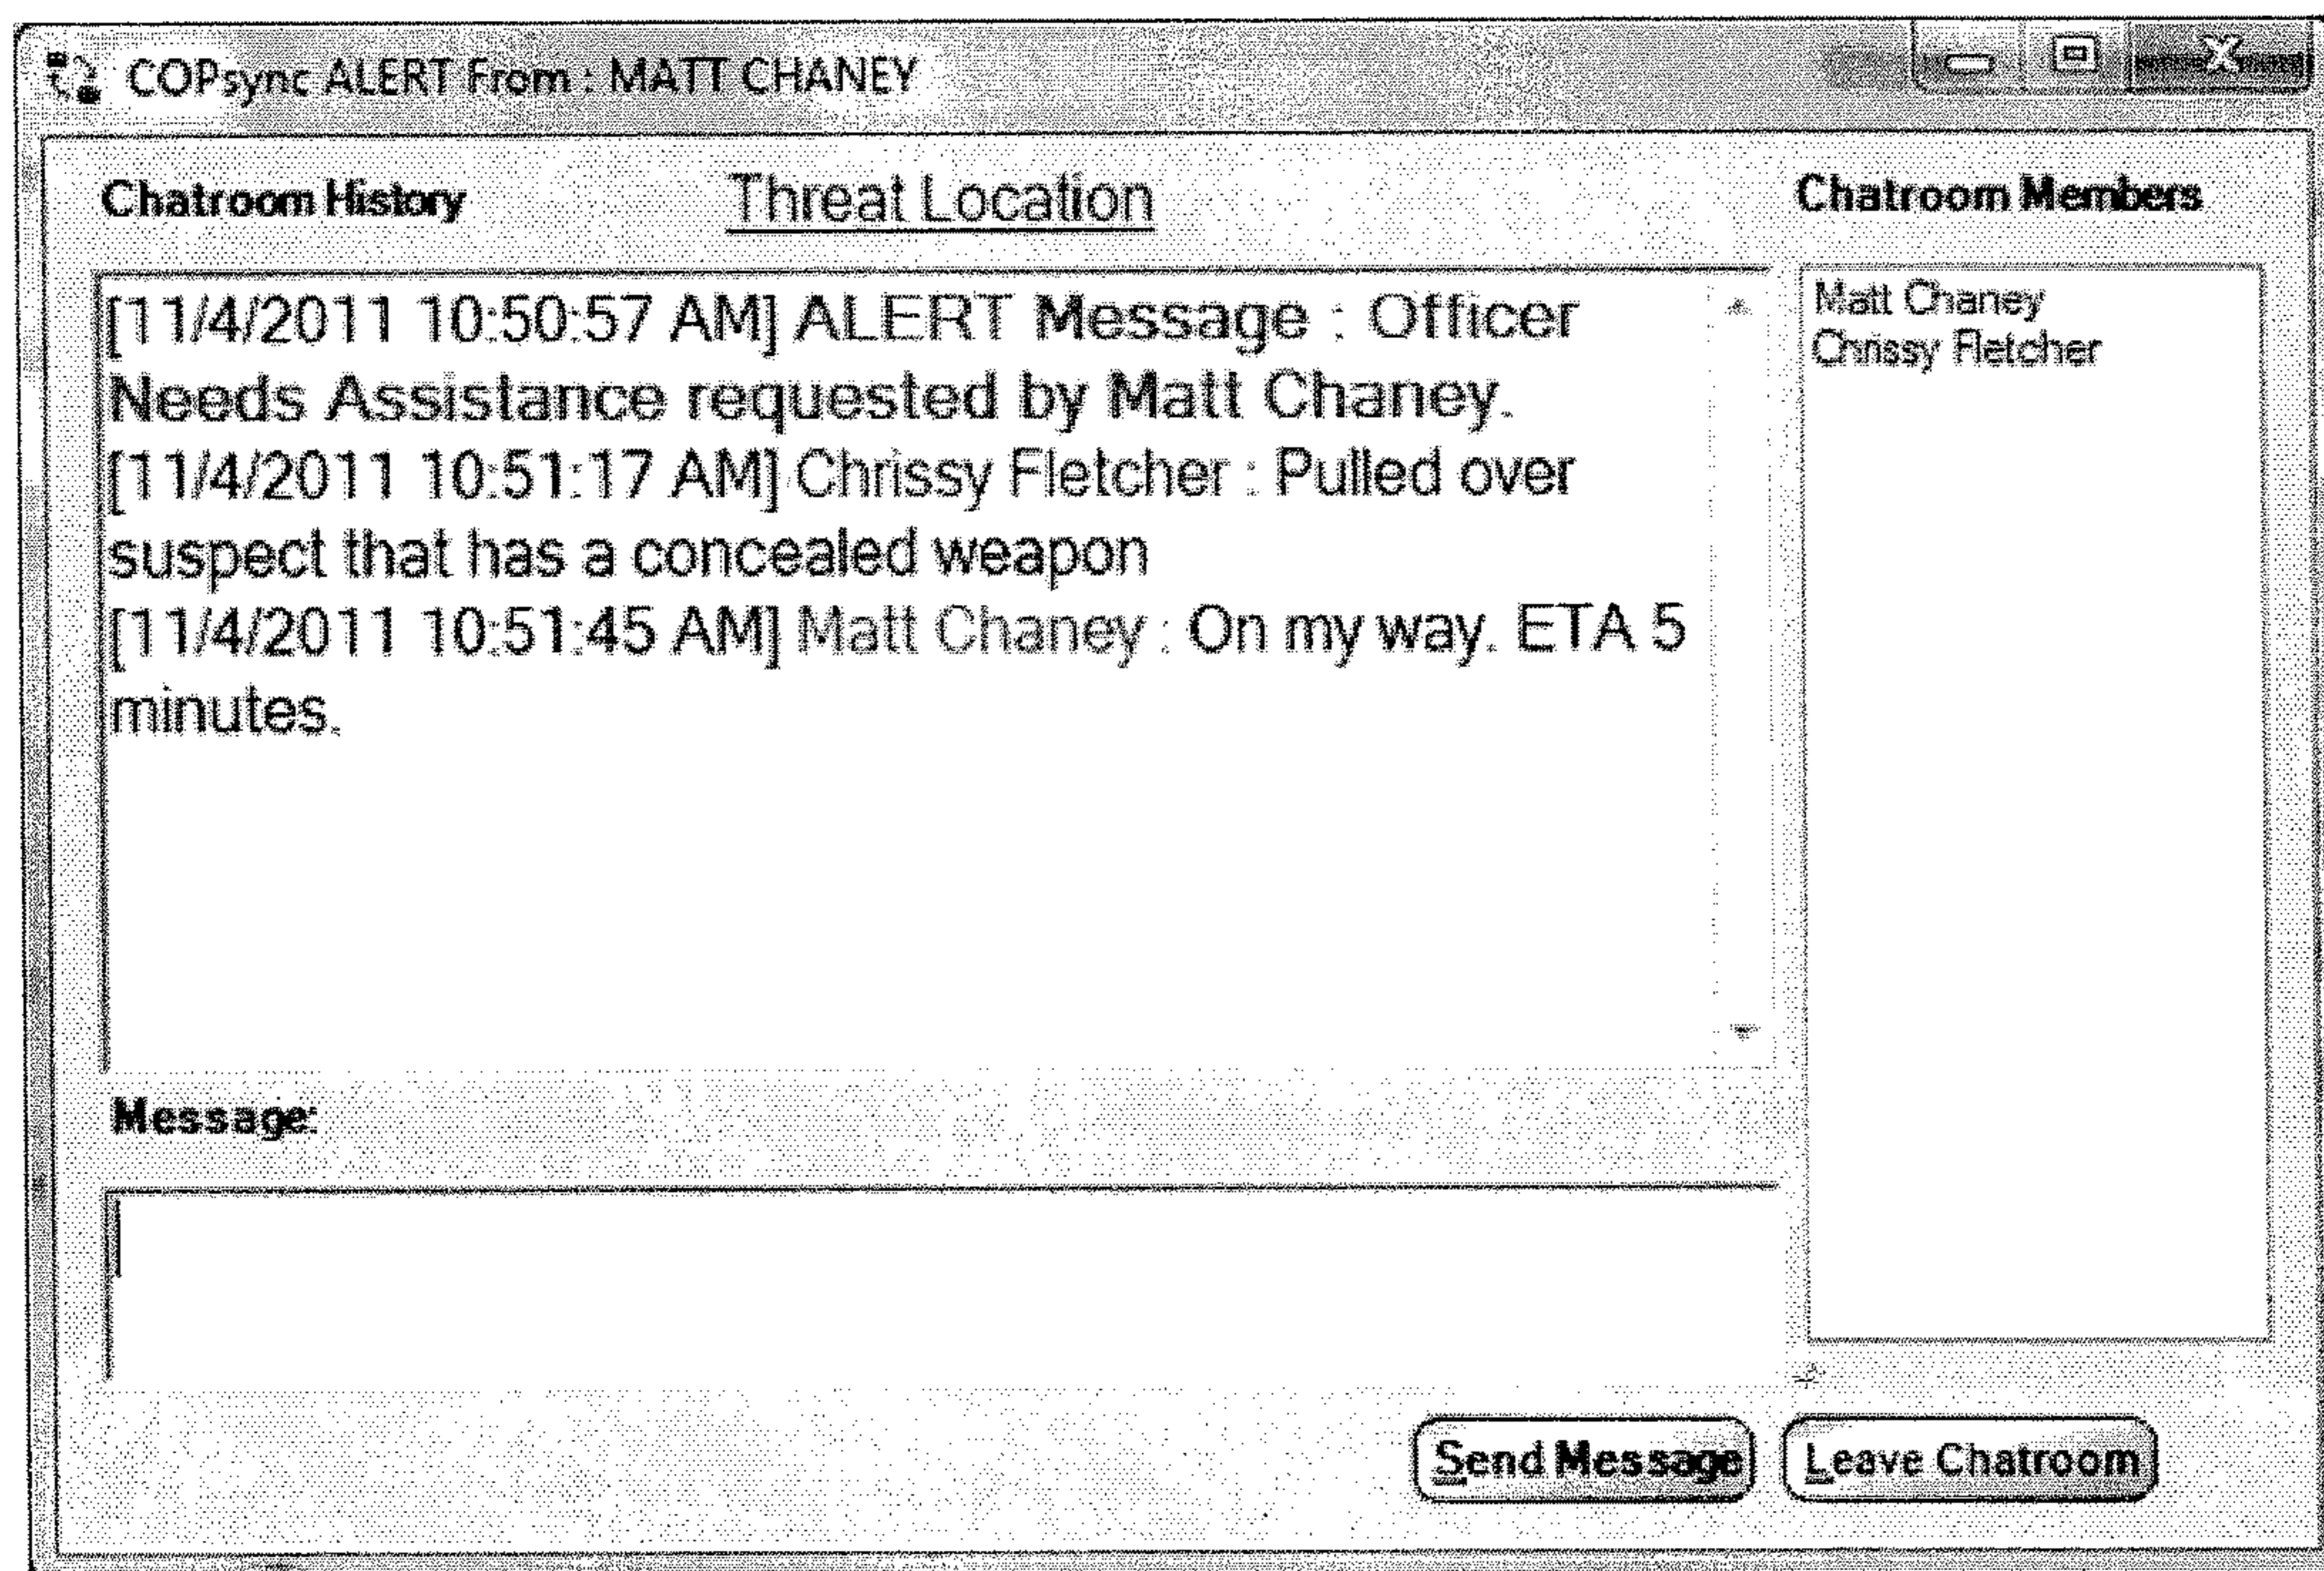 COPsync ALERT From : MATT CHANEY
Chatroom History
Threat Location
Chatroom Members
[11/4/2011 10:50:57 AM] ALERT Message : Officer
Needs Assistance requested by Matt Chaney.
[11/4/2011 10:51:17 AM] Chrissy Fletcher : Pulled over
suspect that has a concealed weapon
[11/4/2011 10:51:45 AM] Matt Chaney : On my way. ETA 5
minutes.
Matt Chaney
Chrissy Fletcher
Message:
Send Message
Leave Chatroom